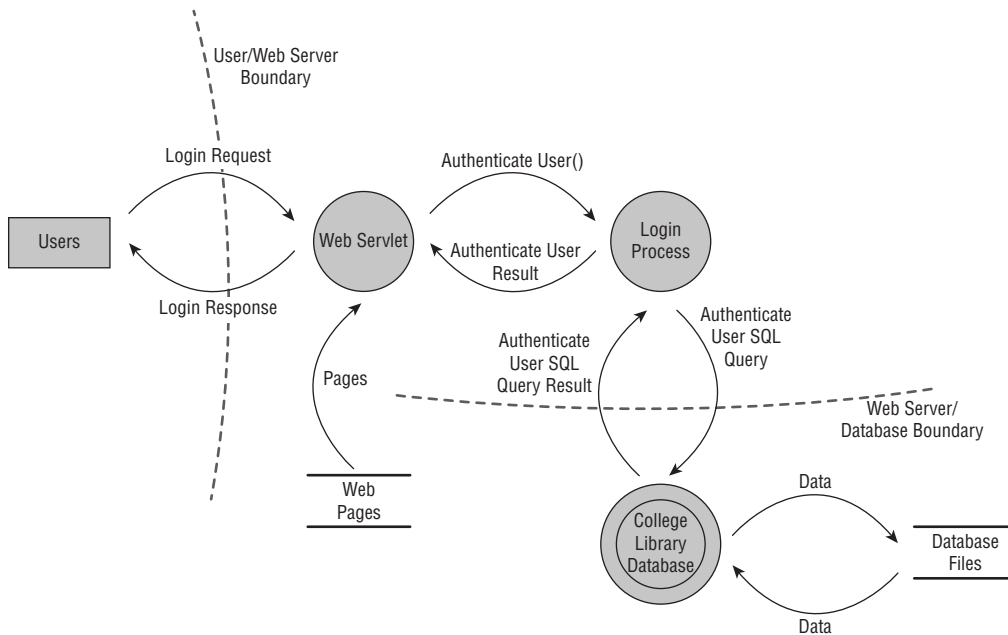 User/Web Server
Boundary
Login Request
Authenticate User()
Users
Web Servlet
Login
Process
Authenticate User
Result
Login Response
Authenticate
User SQL
Query Result
Authenticate
User SQL
Query
Pages
Web Server/
Database Boundary
Web
Pages
Data
College
Library
Database
Database
Files
Data